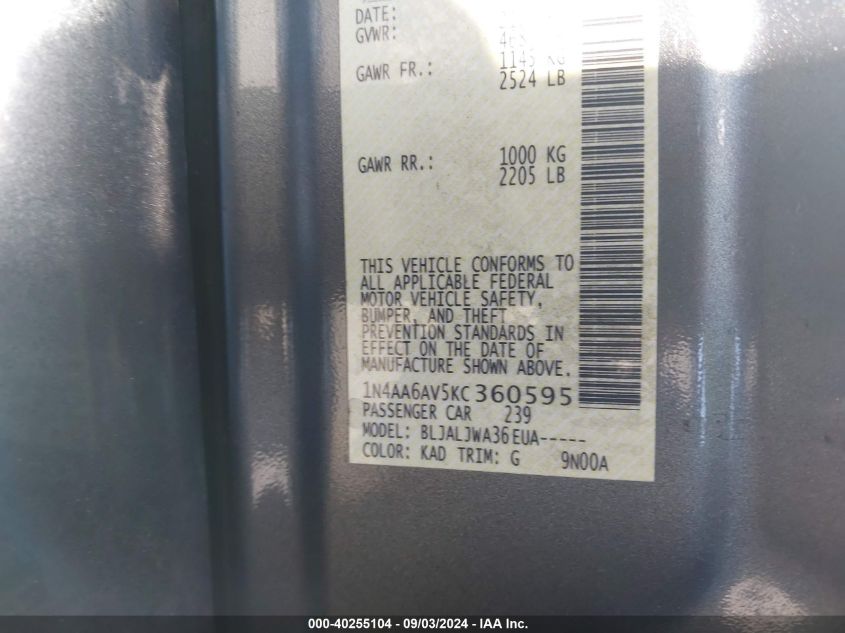 DATE:
GVWR:
GAWR FR.: 1145 KG
2524 LB
GAWR RR.: 1000 KG
2205 LB
THIS VEHICLE CONFORMS TO
ALL APPLICABLE FEDERAL
MOTOR VEHICLE SAFETY,
BUMPER, AND THEFT
PREVENTION STANDARDS IN
EFFECT ON THE DATE OF
MANUFACTURE SHOWN ABOVE.
1N4AA6AV5KC360595
PASSENGER CAR 239
MODEL: BLJALJWA36EUA-----
COLOR: KAD TRIM: G 9N00A
000-40255104 - 09/03/2024 - IAA Inc.